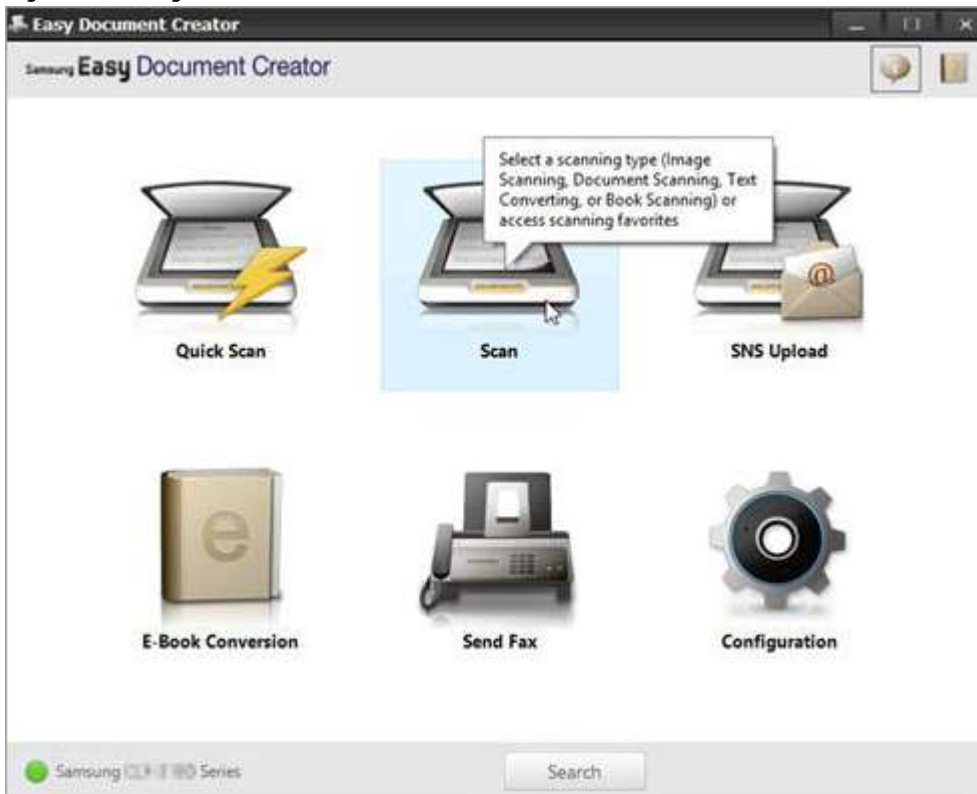 Easy Document Creator
Samsung Easy Document Creator
Select a scanning type (Image
Scanning, Document Scanning, Text
Converting, or Book Scanning) or
access scanning favorites
@
Quick Scan
Scan
SNS Upload
e
E-Book Conversion
Send Fax
Configuration
Samsung Series
Search